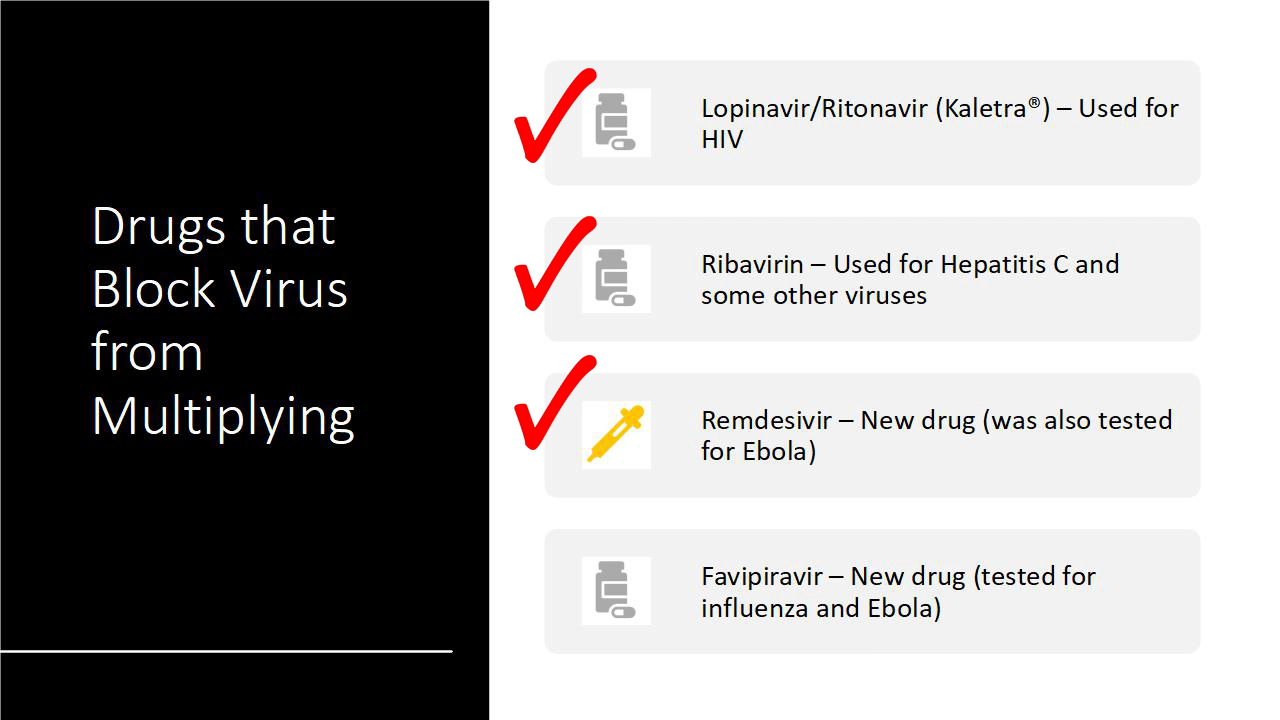 Drugs that
Block Virus
from
Multiplying
Lopinavir/Ritonavir (Kaletra®) – Used for
HIV
Ribavirin – Used for Hepatitis C and
some other viruses
Remdesivir – New drug (was also tested
for Ebola)
Favipiravir – New drug (tested for
influenza and Ebola)